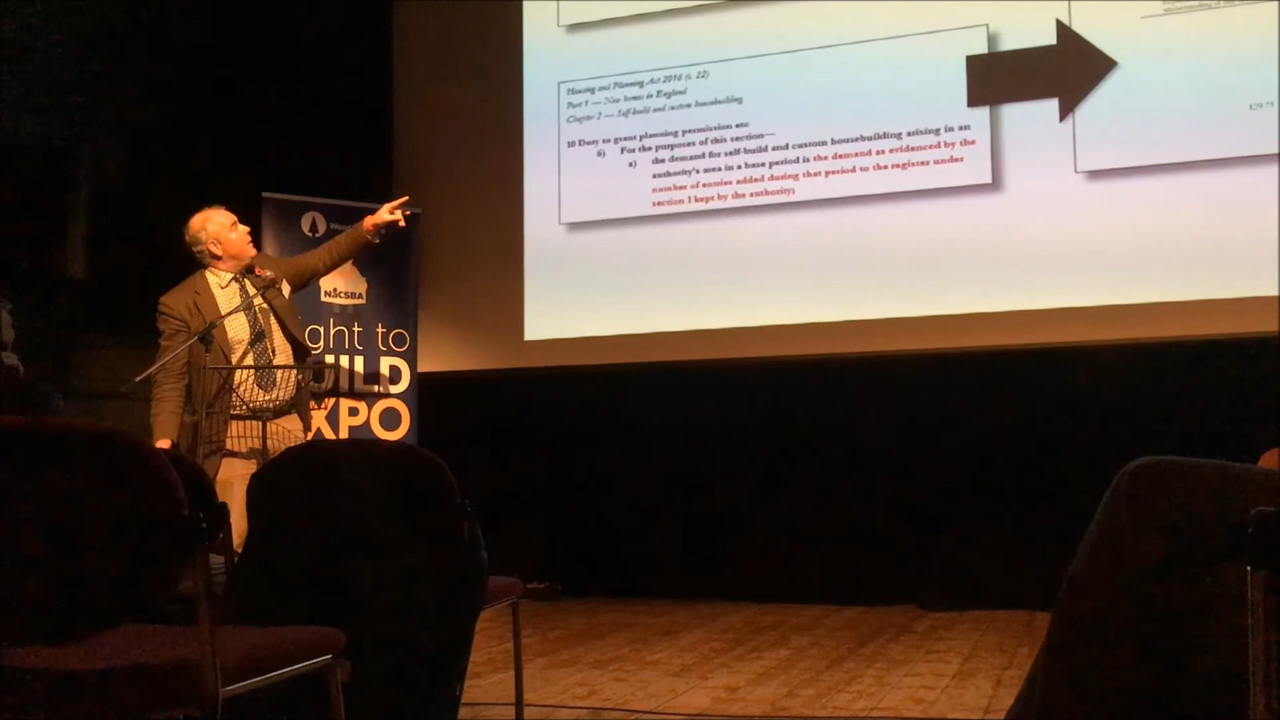 Housing and Planning Act 2016 (s. 22)
Part 1 — New homes in England
Chapter 2 — Self-build and custom housebuilding
10 Duty to grant planning permission etc
6) For the purposes of this section—
a) the demand for self-build and custom housebuilding arising in an
authority's area in a base period is the demand as evidenced by the
number of entries added during that period to the register under
section 1 kept by the authority;
£29.75
NaCSBA
ght to
UILD
XPO